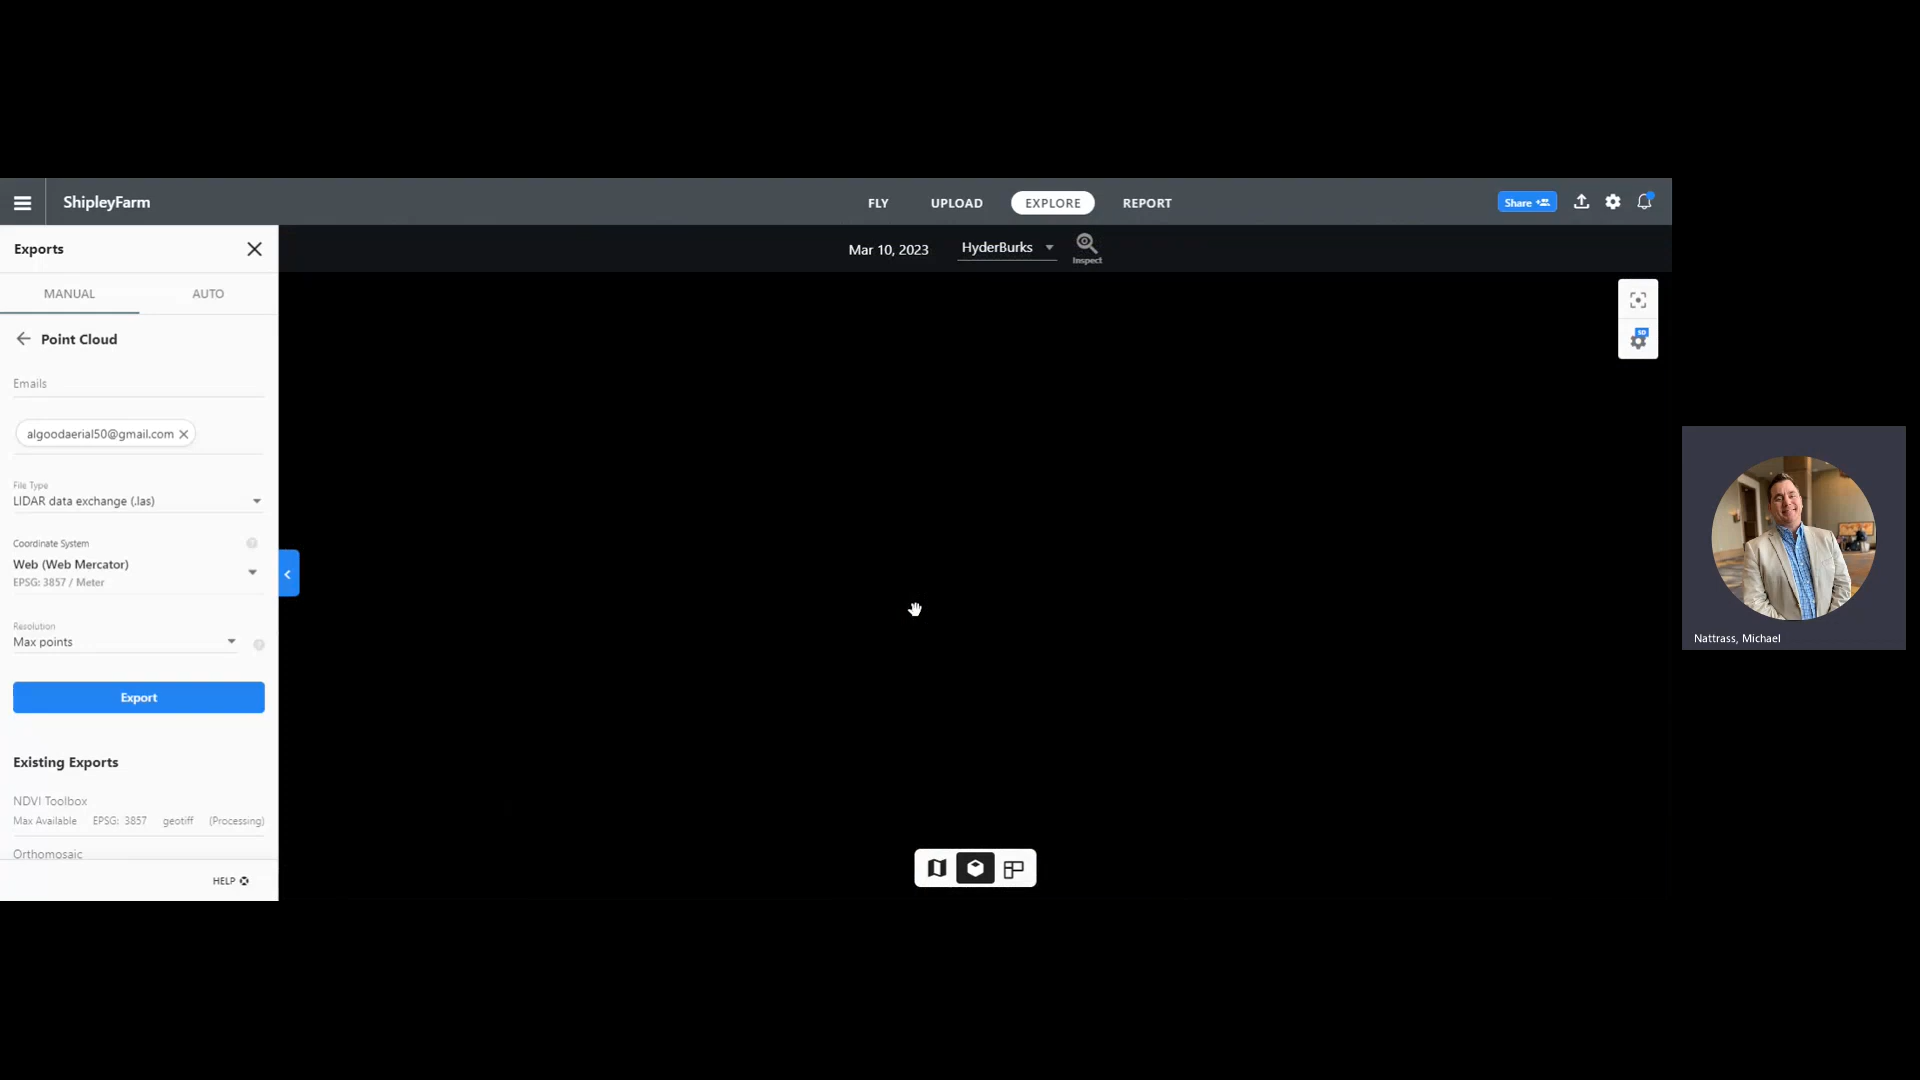 ShipleyFarm
FLY
UPLOAD
EXPLORE
REPORT
Share
Exports
Mar 10, 2023
HyderBurks
Inspect
MANUAL
AUTO
SD
Point Cloud
Emails
algoodaerial50@gmail.com
File Type
LIDAR data exchange (.las)
Coordinate System
Web (Web Mercator)
EPSG: 3857 / Meter
Resolution
Max points
Export
Existing Exports
NDVI Toolbox
Max Available EPSG: 3857 geotiff (Processing)
Orthomosaic
HELP
Nattrass, Michael